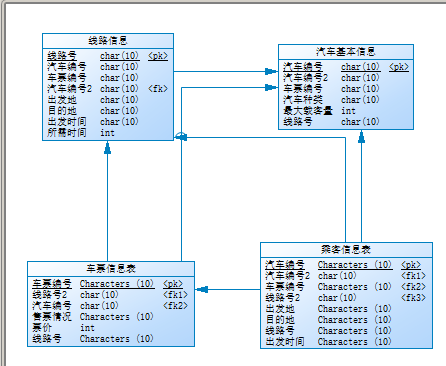 线路信息
线路号 char(10) <pk>
汽车编号 char(10)
车票编号 char(10)
汽车编号2 char(10) <fk>
出发地 char(10)
目的地 char(10)
出发时间 char(10)
所需时间 int
汽车基本信息
汽车编号 char(10) <pk>
汽车编号2 char(10)
车票编号 char(10)
汽车种类 char(10)
最大载客量 int
线路号 char(10)
车票信息表
车票编号 Characters (10) <pk>
线路号2 char(10) <fk1>
汽车编号 char(10) <fk2>
售票情况 Characters (10)
票价 int
线路号 Characters (10)
乘客信息表
汽车编号 Characters (10) <pk>
汽车编号2 char(10) <fk1>
车票编号 Characters (10) <fk2>
线路号2 char(10) <fk3>
出发地 Characters (10)
目的地 Characters (10)
线路号 Characters (10)
出发时间 Characters (10)